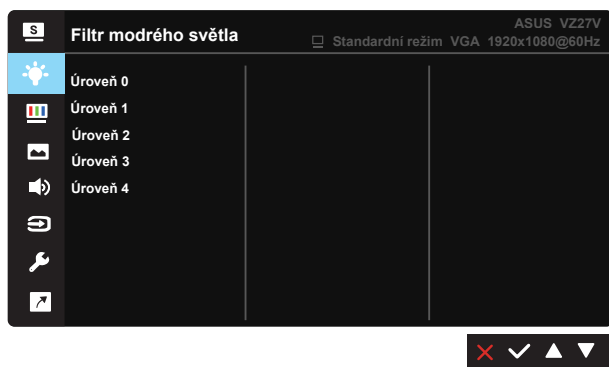 S
Filtr modrého světla
ASUS VZ27V
Standardní režim VGA 1920x1080@60Hz
Úroveň 0
Úroveň 1
Úroveň 2
Úroveň 3
Úroveň 4